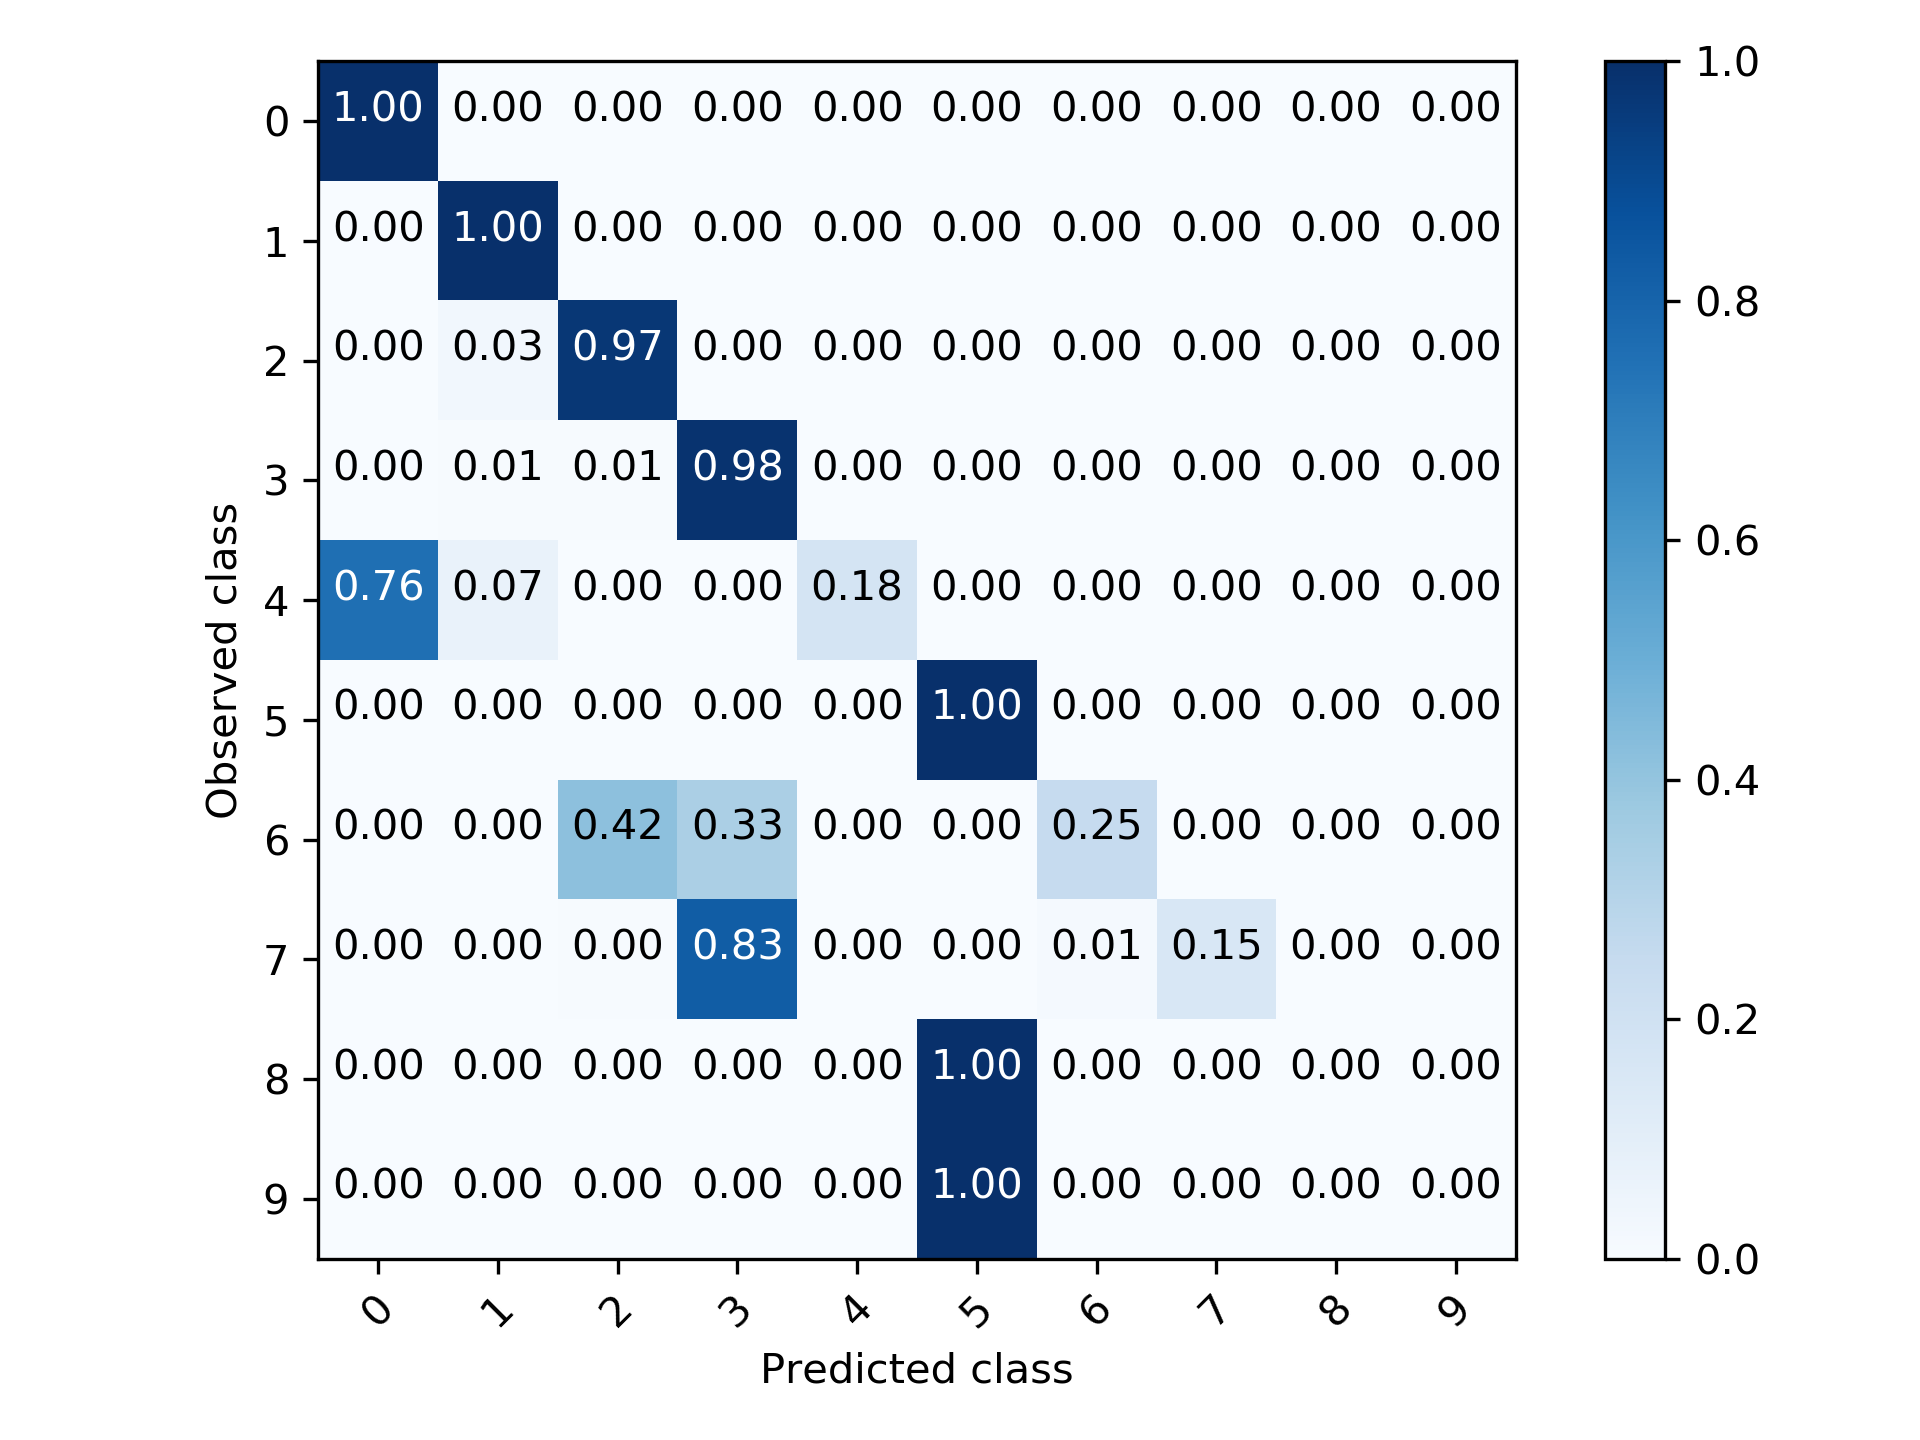 0 1.00 0.00 0.00 0.00 0.00 0.00 0.00 0.00 0.00 0.00
1 0.00 1.00 0.00 0.00 0.00 0.00 0.00 0.00 0.00 0.00
2 0.00 0.03 0.97 0.00 0.00 0.00 0.00 0.00 0.00 0.00
3 0.00 0.01 0.01 0.98 0.00 0.00 0.00 0.00 0.00 0.00
4 0.76 0.07 0.00 0.00 0.18 0.00 0.00 0.00 0.00 0.00
5 0.00 0.00 0.00 0.00 0.00 1.00 0.00 0.00 0.00 0.00
6 0.00 0.00 0.42 0.33 0.00 0.00 0.25 0.00 0.00 0.00
7 0.00 0.00 0.00 0.83 0.00 0.00 0.01 0.15 0.00 0.00
8 0.00 0.00 0.00 0.00 0.00 1.00 0.00 0.00 0.00 0.00
9 0.00 0.00 0.00 0.00 0.00 1.00 0.00 0.00 0.00 0.00
0 1 2 3 4 5 6 7 8 9
Predicted class
Observed class
1.0
0.8
0.6
0.4
0.2
0.0